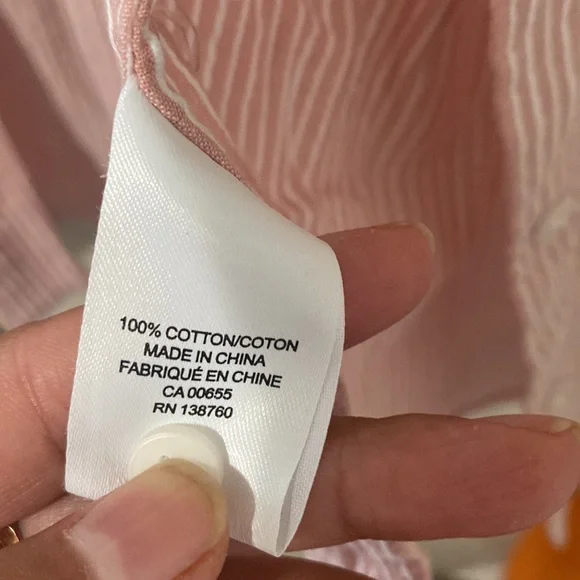 100% COTTON/COTON
MADE IN CHINA
FABRIQUÉ EN CHINE
CA 00655
RN 138760